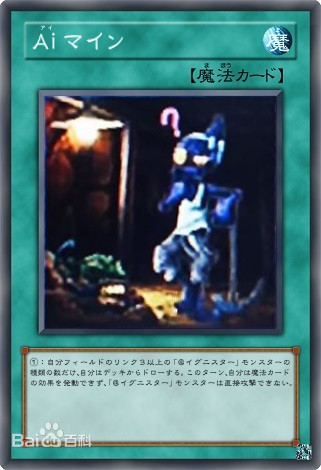 アイ
Aiマイン
魔
まほう
【魔法カード】
?
①：自分フィールドのリンク３以上の「＠イグニスター」モンスターの
種類の数だけ、自分はデッキからドローする。このターン、自分は魔法カード
の効果を発動できず、「＠イグニスター」モンスターは直接攻撃できない。
Bai百科